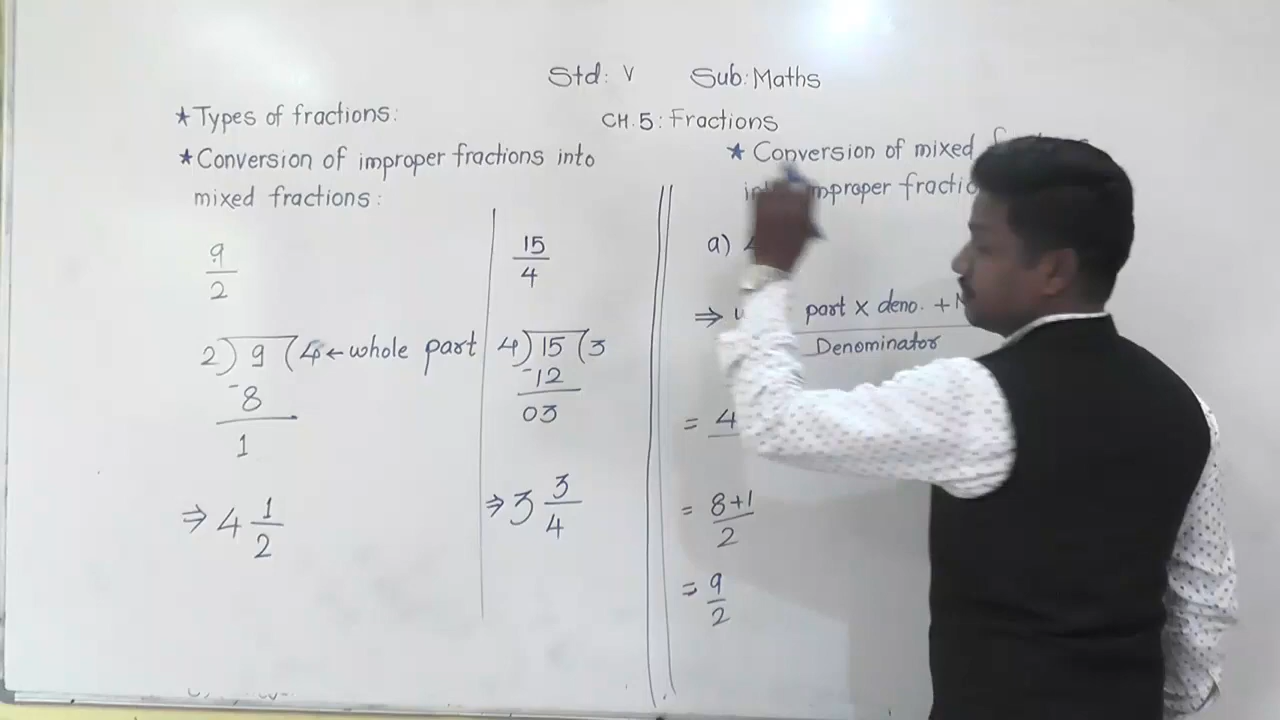 Std: V Sub: Maths
CH.5: Fractions
★ Types of fractions:
★ Conversion of improper fractions into
mixed fractions:
9
2
2) 9 (4 ← whole part
-8
1
⇒ 4 1/2
15
4
4) 15 (3
-12
03
⇒ 3 3/4
★ Conversion of mixed
improper
a)
⇒ part x deno. +
Denominator
= 4
= 8+1
2
= 9
2